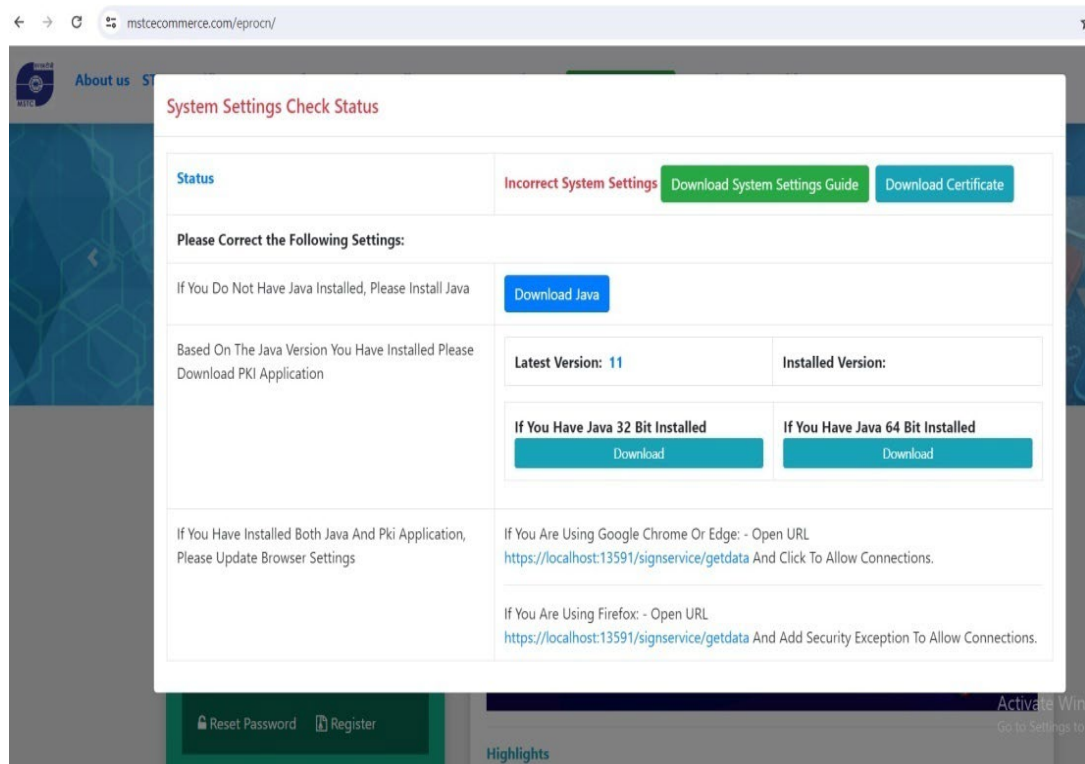 mstcecommerce.com/eprocn/
MSTC
About us ST
System Settings Check Status
Status
Incorrect System Settings Download System Settings Guide Download Certificate
Please Correct the Following Settings:
If You Do Not Have Java Installed, Please Install Java
Download Java
Based On The Java Version You Have Installed Please
Download PKI Application
Latest Version: 11
Installed Version:
If You Have Java 32 Bit Installed
Download
If You Have Java 64 Bit Installed
Download
If You Have Installed Both Java And Pki Application,
Please Update Browser Settings
If You Are Using Google Chrome Or Edge: - Open URL
https://localhost:13591/signservice/getdata And Click To Allow Connections.
If You Are Using Firefox: - Open URL
https://localhost:13591/signservice/getdata And Add Security Exception To Allow Connections.
Reset Password Register
Highlights
Activate Win
Go to Settings to